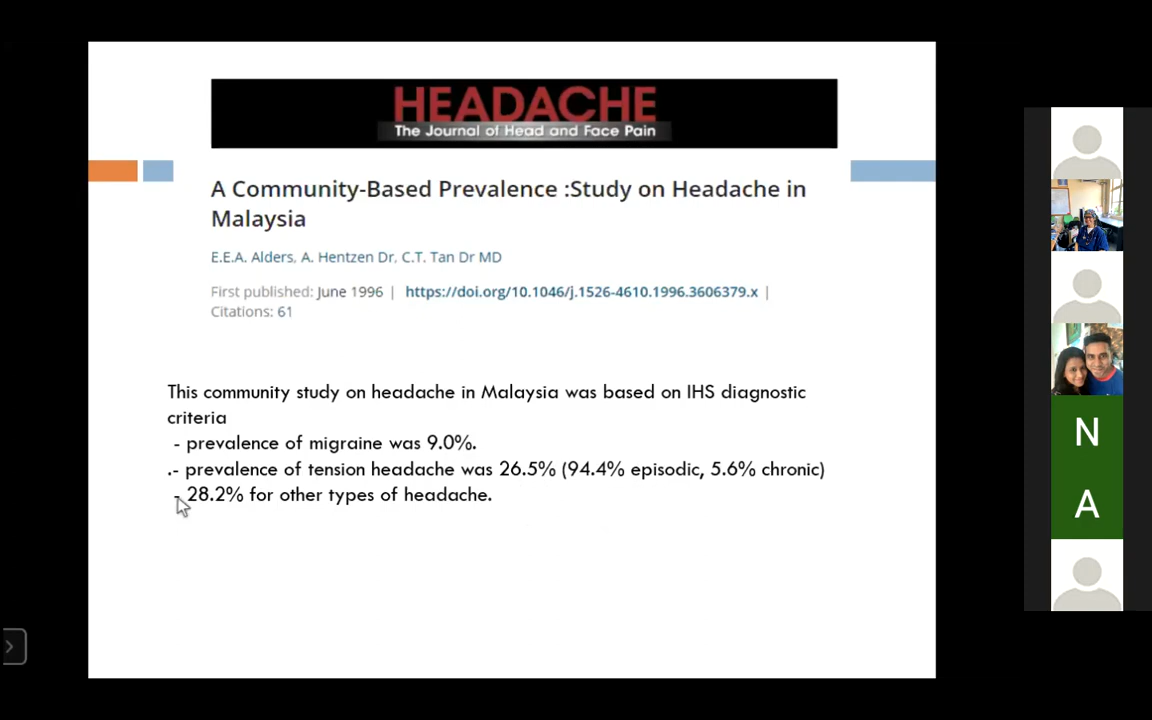 HEADACHE
The Journal of Head and Face Pain
A Community-Based Prevalence :Study on Headache in
Malaysia
E.E.A. Alders, A. Hentzen Dr, C.T. Tan Dr MD
First published: June 1996 | https://doi.org/10.1046/j.1526-4610.1996.3606379.x |
Citations: 61
This community study on headache in Malaysia was based on IHS diagnostic
criteria
- prevalence of migraine was 9.0%.
.- prevalence of tension headache was 26.5% (94.4% episodic, 5.6% chronic)
- 28.2% for other types of headache.
N
A